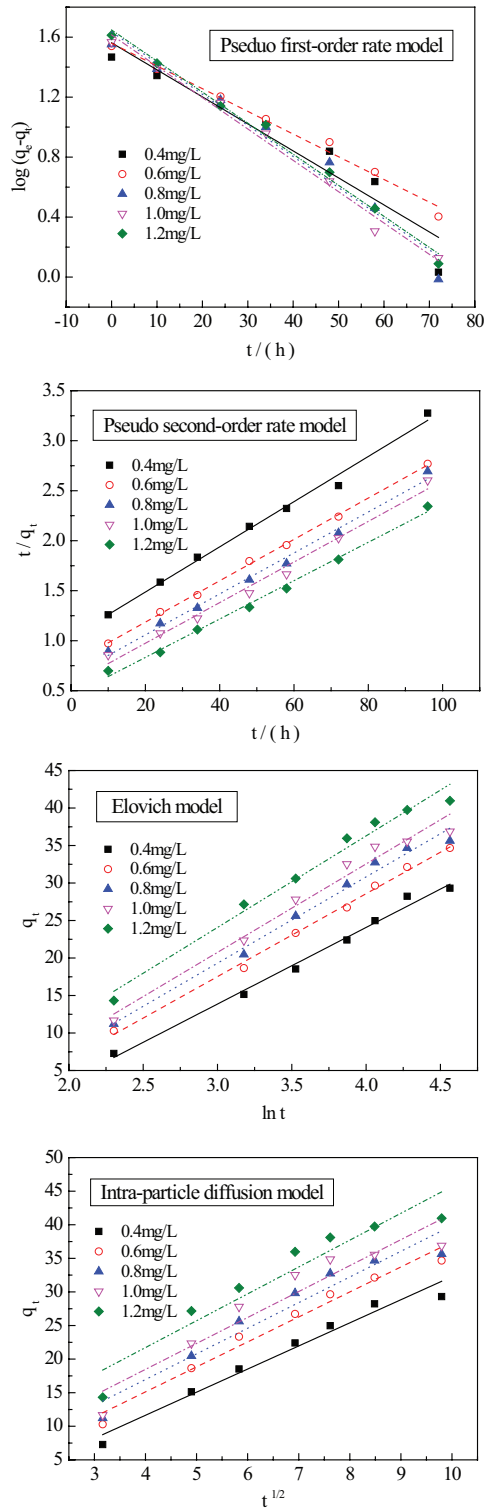 1.6
1.2
0.8
0.4
0.0
log (qe-qt)
Pseduo first-order rate model
0.4mg/L
0.6mg/L
0.8mg/L
1.0mg/L
1.2mg/L
-10 0 10 20 30 40 50 60 70 80
t / ( h )
3.5
3.0
2.5
2.0
1.5
1.0
0.5
t / qt
Pseudo second-order rate model
0.4mg/L
0.6mg/L
0.8mg/L
1.0mg/L
1.2mg/L
0 20 40 60 80 100
t / ( h )
45
40
35
30
25
20
15
10
5
0
qt
Elovich model
0.4mg/L
0.6mg/L
0.8mg/L
1.0mg/L
1.2mg/L
2.0 2.5 3.0 3.5 4.0 4.5
ln t
50
45
40
35
30
25
20
15
10
5
qt
Intra-particle diffusion model
0.4mg/L
0.6mg/L
0.8mg/L
1.0mg/L
1.2mg/L
3 4 5 6 7 8 9 10
t 1/2